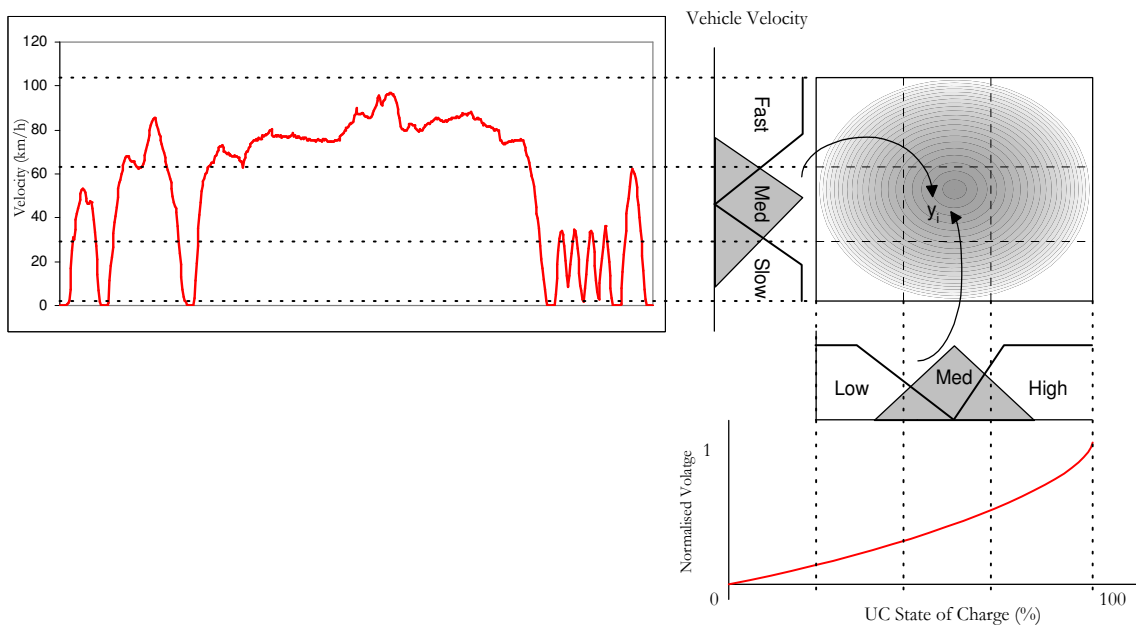 Vehicle Velocity
120
100
80
60
40
20
0
Velocity (km/h)
Fast
Med
Slow
y i
Low
Med
High
1
Normalised Volatge
0
100
UC State of Charge (%)